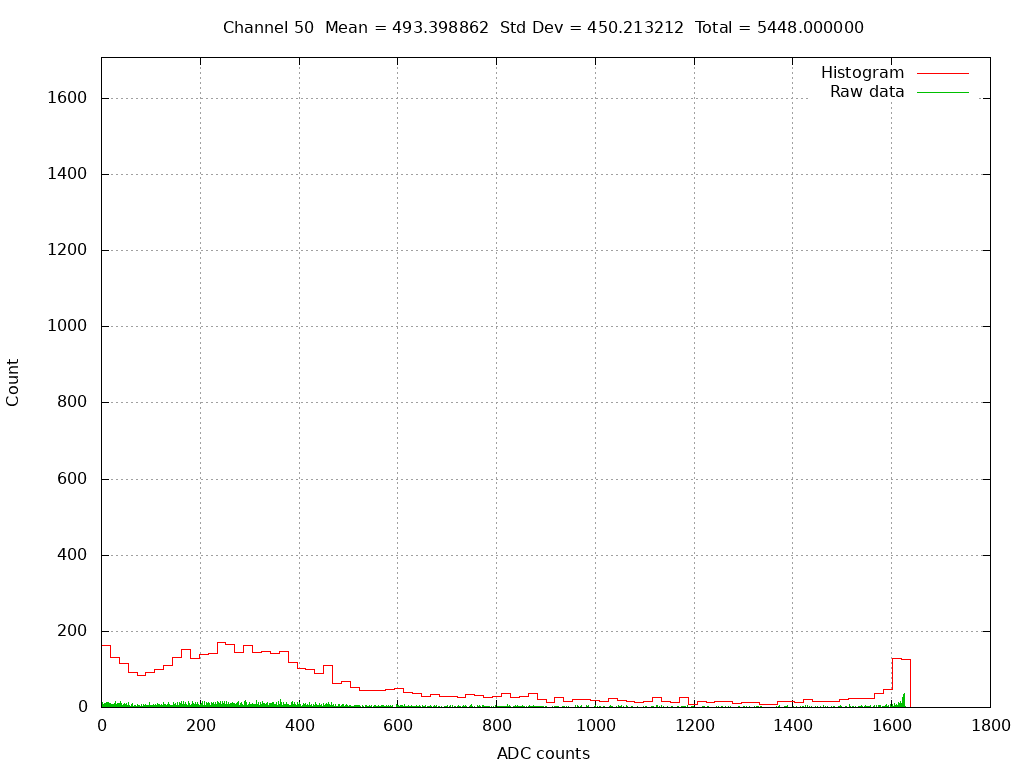 Channel 50  Mean = 493.398862  Std Dev = 450.213212  Total = 5448.000000
Histogram
Raw data
1600
1400
1200
1000
800
600
400
200
0
Count
0 200 400 600 800 1000 1200 1400 1600 1800
ADC counts